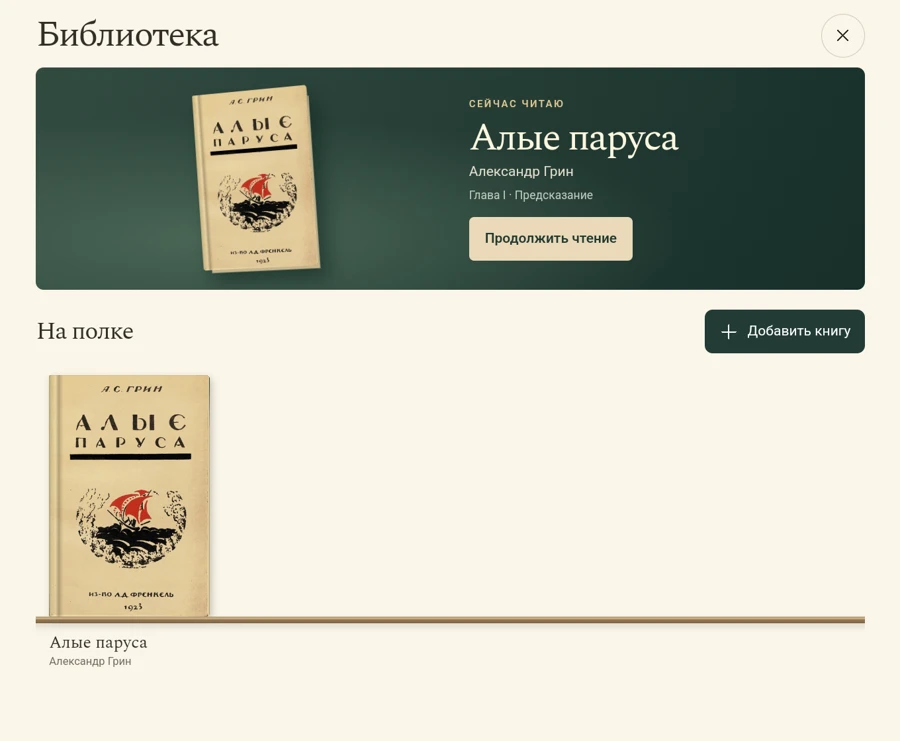 Библиотека
А.С. ГРИН
АЛЫЕ
ПАРУСА
ИЗ-ВО Л.Д. ФРЕНКЕЛЬ
1923
СЕЙЧАС ЧИТАЮ
Алые паруса
Александр Грин
Глава I · Предсказание
Продолжить чтение
На полке
Добавить книгу
А.С. ГРИН
АЛЫЕ
ПАРУСА
ИЗ-ВО Л.Д. ФРЕНКЕЛЬ
1923
Алые паруса
Александр Грин